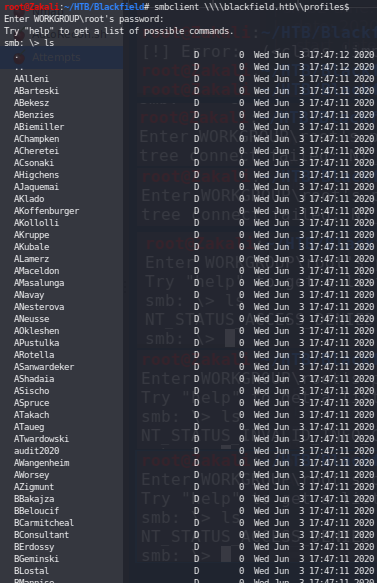 root@zakali:~/HTB/Blackfield# smbclient \\\\blackfield.htb\\profiles$
Enter WORKGROUP\root's password:
Try "help" to get a list of possible commands.
smb: \> ls
. D 0 Wed Jun 3 17:47:12 2020
.. D 0 Wed Jun 3 17:47:12 2020
AAlleni D 0 Wed Jun 3 17:47:11 2020
ABarteski D 0 Wed Jun 3 17:47:11 2020
ABekesz D 0 Wed Jun 3 17:47:11 2020
ABenzies D 0 Wed Jun 3 17:47:11 2020
ABiemiller D 0 Wed Jun 3 17:47:11 2020
AChampken D 0 Wed Jun 3 17:47:11 2020
ACheretei D 0 Wed Jun 3 17:47:11 2020
ACsonaki D 0 Wed Jun 3 17:47:11 2020
AHigchens D 0 Wed Jun 3 17:47:11 2020
AJaquemai D 0 Wed Jun 3 17:47:11 2020
AKlado D 0 Wed Jun 3 17:47:11 2020
AKoffenburger D 0 Wed Jun 3 17:47:11 2020
AKollolli D 0 Wed Jun 3 17:47:11 2020
AKruppe D 0 Wed Jun 3 17:47:11 2020
AKubale D 0 Wed Jun 3 17:47:11 2020
ALamerz D 0 Wed Jun 3 17:47:11 2020
AMaceldon D 0 Wed Jun 3 17:47:11 2020
AMasalunga D 0 Wed Jun 3 17:47:11 2020
ANavay D 0 Wed Jun 3 17:47:11 2020
ANesterova D 0 Wed Jun 3 17:47:11 2020
ANeusse D 0 Wed Jun 3 17:47:11 2020
AOkleshen D 0 Wed Jun 3 17:47:11 2020
APustulka D 0 Wed Jun 3 17:47:11 2020
ARotella D 0 Wed Jun 3 17:47:11 2020
ASanwardeker D 0 Wed Jun 3 17:47:11 2020
AShadaia D 0 Wed Jun 3 17:47:11 2020
ASischo D 0 Wed Jun 3 17:47:11 2020
ASpruce D 0 Wed Jun 3 17:47:11 2020
ATakach D 0 Wed Jun 3 17:47:11 2020
ATaueg D 0 Wed Jun 3 17:47:11 2020
ATwardowski D 0 Wed Jun 3 17:47:11 2020
audit2020 D 0 Wed Jun 3 17:47:11 2020
AWangenheim D 0 Wed Jun 3 17:47:11 2020
AWorsey D 0 Wed Jun 3 17:47:11 2020
AZigmunt D 0 Wed Jun 3 17:47:11 2020
BBakajza D 0 Wed Jun 3 17:47:11 2020
BBeloucif D 0 Wed Jun 3 17:47:11 2020
BCarmitcheal D 0 Wed Jun 3 17:47:11 2020
BConsultant D 0 Wed Jun 3 17:47:11 2020
BErdossy D 0 Wed Jun 3 17:47:11 2020
BGeminski D 0 Wed Jun 3 17:47:11 2020
BLostal D 0 Wed Jun 3 17:47:11 2020